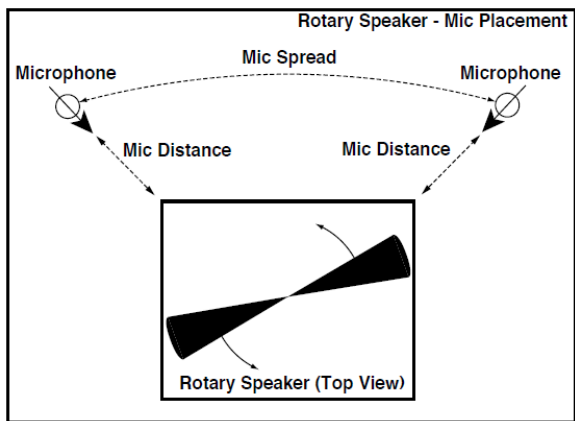 Rotary Speaker - Mic Placement
Mic Spread
Microphone
Microphone
Mic Distance
Mic Distance
Rotary Speaker (Top View)